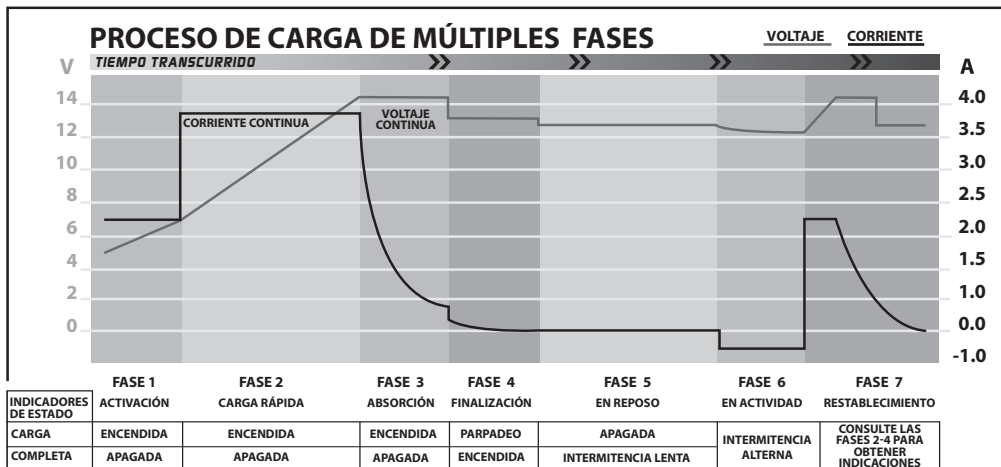 PROCESO DE CARGA DE MÚLTIPLES FASES
VOLTAJE CORRIENTE
V TIEMPO TRANSCURRIDO A
14 4.0
12 3.5
10 3.0
8 2.5
6 2.0
4 1.5
2 1.0
0 0.0
-1.0
CORRIENTE CONTINUA
VOLTAJE
CONTINUA
FASE 1 FASE 2 FASE 3 FASE 4 FASE 5 FASE 6 FASE 7
INDICADORES
DE ESTADO
ACTIVACIÓN CARGA RÁPIDA ABSORCIÓN FINALIZACIÓN EN REPOSO EN ACTIVIDAD RESTABLECIMIENTO
CARGA ENCENDIDA ENCENDIDA ENCENDIDA PARPADEO APAGADA
COMPLETA APAGADA APAGADA APAGADA ENCENDIDA INTERMITENCIA LENTA
INTERMITENCIA
ALTERNA
CONSULTE LAS
FASES 2-4 PARA
OBTENER
INDICACIONES